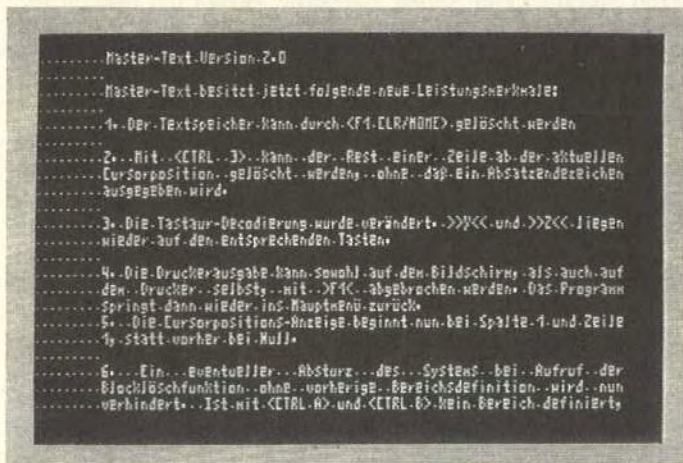 Master-Text Version 2.0
Master-Text besitzt jetzt folgende neue Leistungsmerkmale:
1. Der Textspeicher kann durch <F1 CLR/HOME> gelöscht werden
2. Mit <CTRL 3> kann der Rest einer Zeile ab der aktuellen
Cursorposition gelöscht werden, ohne daß ein Absatzendezeichen
ausgegeben wird.
3. Die Tastaur-Decodierung wurde verändert. >>Y<< und >>Z<< liegen
wieder auf den entsprechenden Tasten.
4. Die Druckerausgabe kann sowohl auf dem Bildschirm, als auch auf
dem Drucker selbst, mit >F1< abgebrochen werden. Das Programm
springt dann wieder ins Hauptmenü zurück.
5. Die Cursorpositions-Anzeige beginnt nun bei Spalte 1 und Zeile
1, statt vorher bei Null.
6. Ein eventueller Absturz des Systems bei Aufruf der
Blocklöschfunktion ohne vorherige Bereichsdefinition wird nun
verhindert. Ist mit <CTRL A> und <CTRL B> kein Bereich definiert,